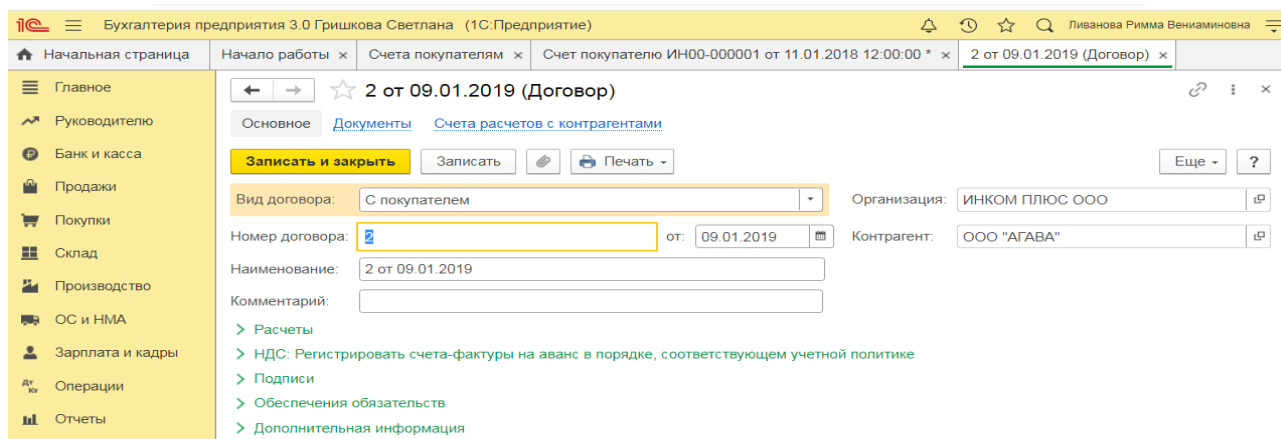 1С Бухгалтерия предприятия 3.0 Гришкова Светлана (1С:Предприятие) Ливанова Римма Вениаминовна
Начальная страница Начало работы × Счета покупателям × Счет покупателю ИН00-000001 от 11.01.2018 12:00:00 * × 2 от 09.01.2019 (Договор) ×
Главное
Руководителю
Банк и касса
Продажи
Покупки
Склад
Производство
ОС и НМА
Зарплата и кадры
Дт Кт Операции
Отчеты
2 от 09.01.2019 (Договор)
Основное Документы Счета расчетов с контрагентами
Записать и закрыть Записать Печать Еще ?
Вид договора: С покупателем Организация: ИНКОМ ПЛЮС ООО
Номер договора: 2 от: 09.01.2019 Контрагент: ООО "АГАВА"
Наименование: 2 от 09.01.2019
Комментарий:
Расчеты
НДС: Регистрировать счета-фактуры на аванс в порядке, соответствующем учетной политике
Подписи
Обеспечения обязательств
Дополнительная информация